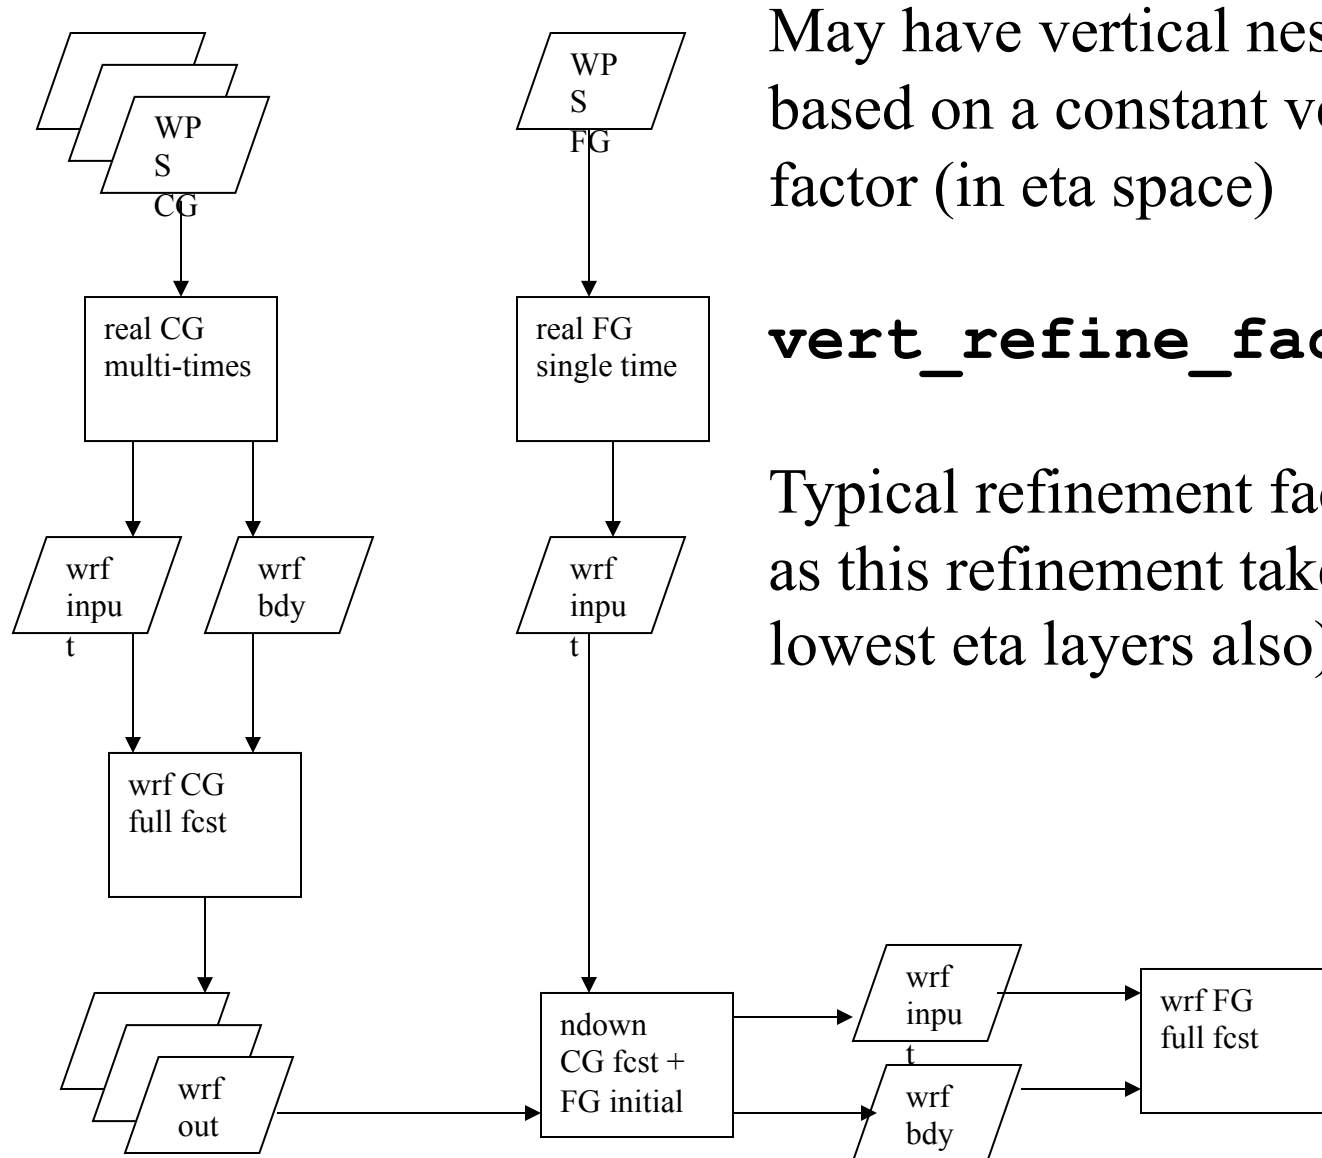 WP
S
CG
WP
S
FG
May have vertical nes
based on a constant ve
factor (in eta space)
real CG
multi-times
real FG
single time
vert_refine_fac
Typical refinement fac
as this refinement take
lowest eta layers also)
wrf
inpu
t
wrf
bdy
wrf
inpu
t
wrf CG
full fcst
wrf
out
ndown
CG fcst +
FG initial
wrf
inpu
t
wrf
bdy
wrf FG
full fcst